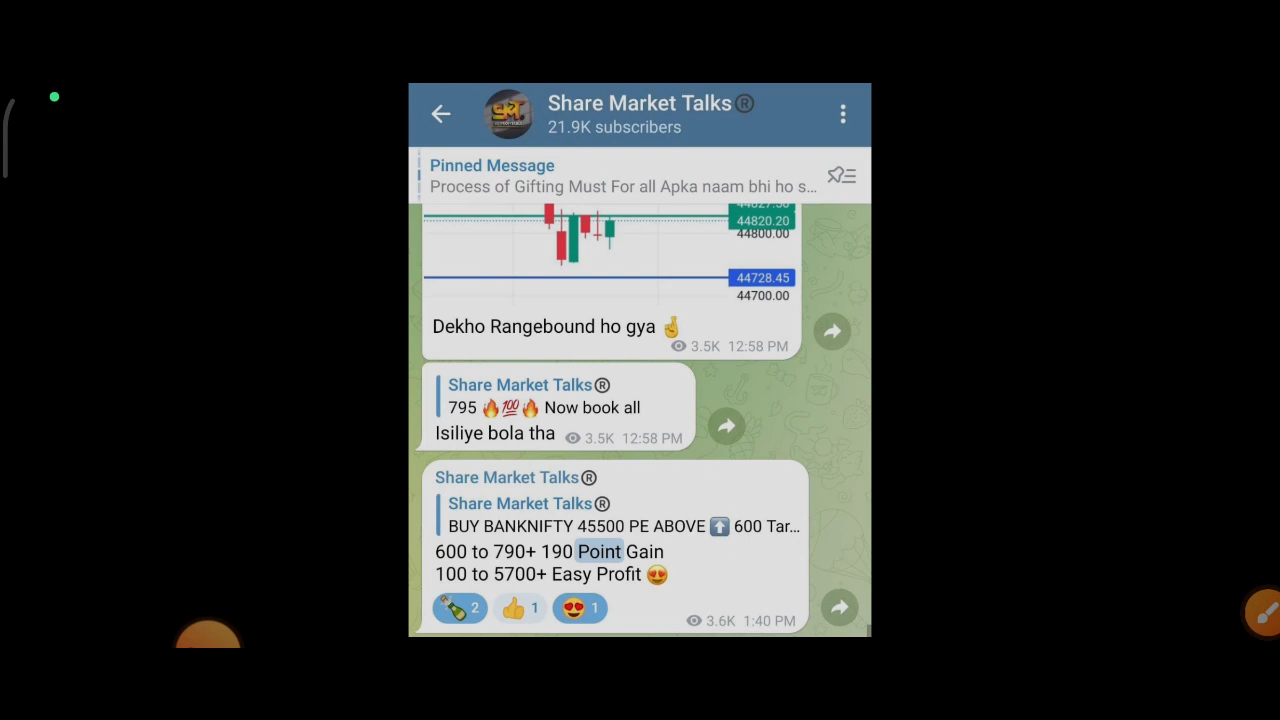 Share Market Talks®
21.9K subscribers
Pinned Message
Process of Gifting Must For all Apka naam bhi ho s...
44827.50
44820.20
44800.00
44728.45
44700.00
Dekho Rangebound ho gya 🤞
3.5K 12:58 PM
Share Market Talks®
795 🔥💯🔥 Now book all
Isiliye bola tha 3.5K 12:58 PM
Share Market Talks®
Share Market Talks®
BUY BANKNIFTY 45500 PE ABOVE ⬆️ 600 Tar...
600 to 790+ 190 Point Gain
100 to 5700+ Easy Profit 😍
🍾 2 👍 1 😍 1
3.6K 1:40 PM